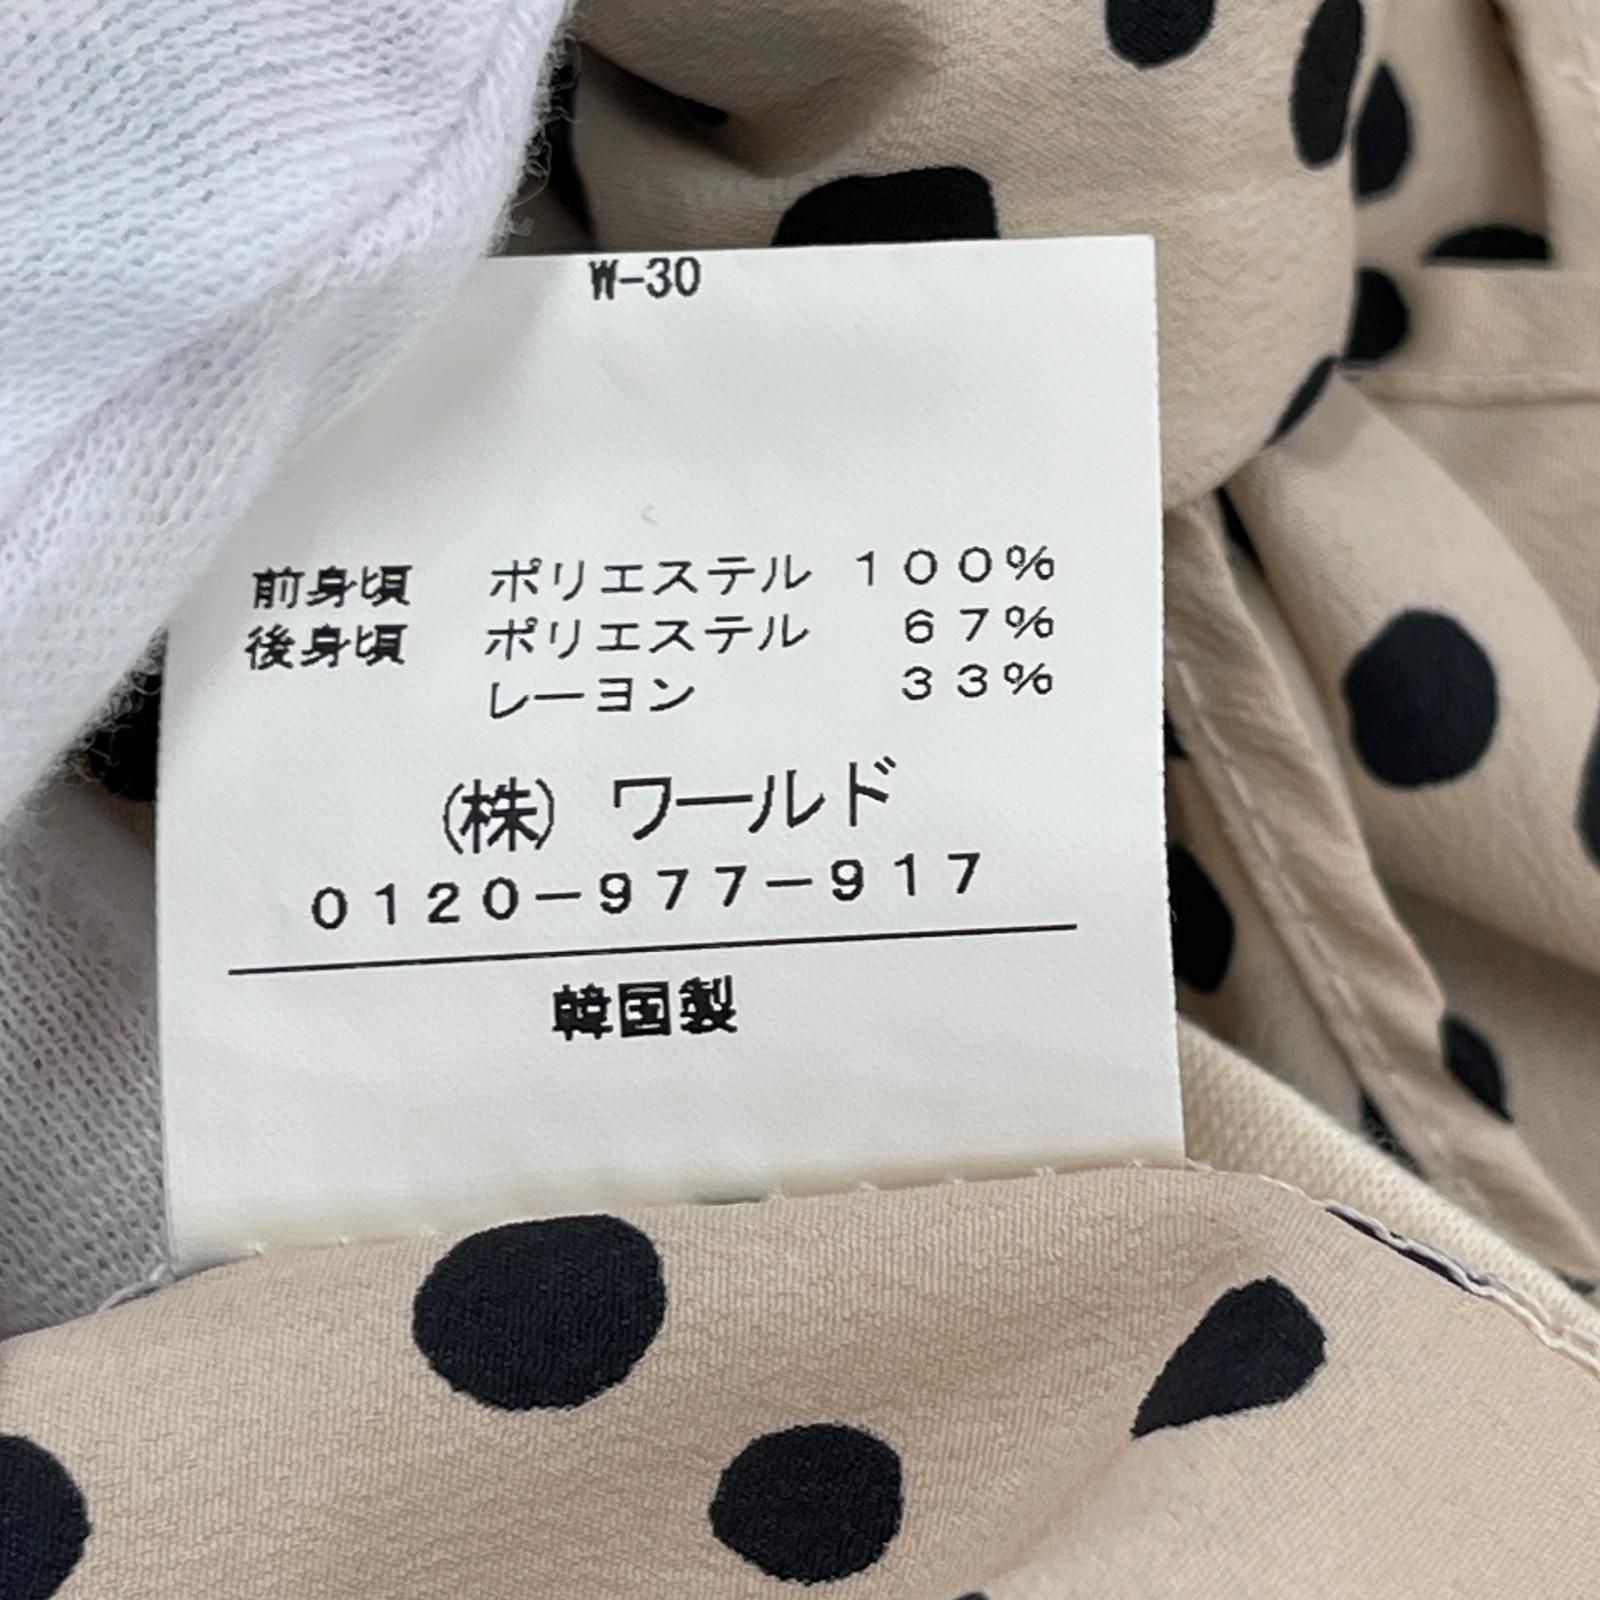 W-30
前身頃 ポリエステル 100%
後身頃 ポリエステル 67%
レーヨン 33%
(株) ワールド
0120-977-917
韓国製